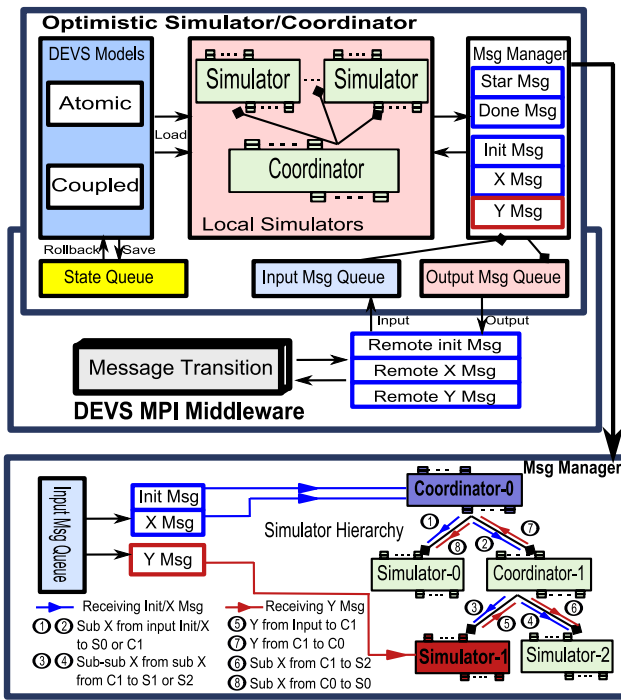 Optimistic Simulator/Coordinator
DEVS Models
Atomic
Coupled
Load
Simulator
Simulator
Coordinator
Local Simulators
Msg Manager
Star Msg
Done Msg
Init Msg
X Msg
Y Msg
Rollback
Save
State Queue
Input Msg Queue
Output Msg Queue
Input
Output
Message Transition
Remote init Msg
Remote X Msg
Remote Y Msg
DEVS MPI Middleware
Msg Manager
Input Msg Queue
Init Msg
X Msg
Y Msg
Coordinator-0
Simulator Hierarchy
1
7
8
2
Simulator-0
Coordinator-1
3
6
5
4
Simulator-1
Simulator-2
Receiving Init/X Msg
1 2 Sub X from input Init/X
to S0 or C1
3 4 Sub-sub X from sub X
from C1 to S1 or S2
Receiving Y Msg
5 Y from Input to C1
7 Y from C1 to C0
6 Sub X from C1 to S2
8 Sub X from C0 to S0